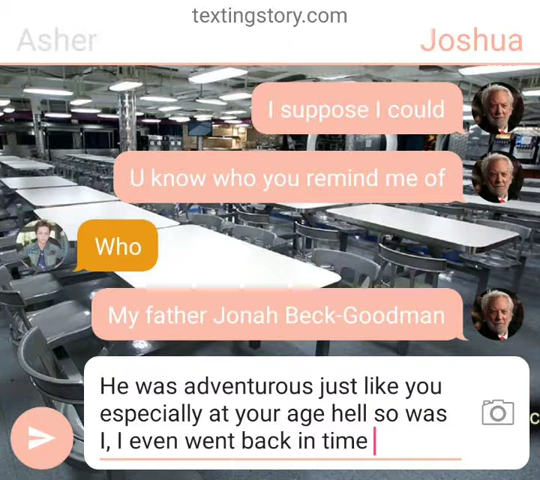 textingstory.com
Asher
Joshua
I suppose I could
U know who you remind me of
Who
My father Jonah Beck-Goodman
He was adventurous just like you
especially at your age hell so was
I, I even went back in time